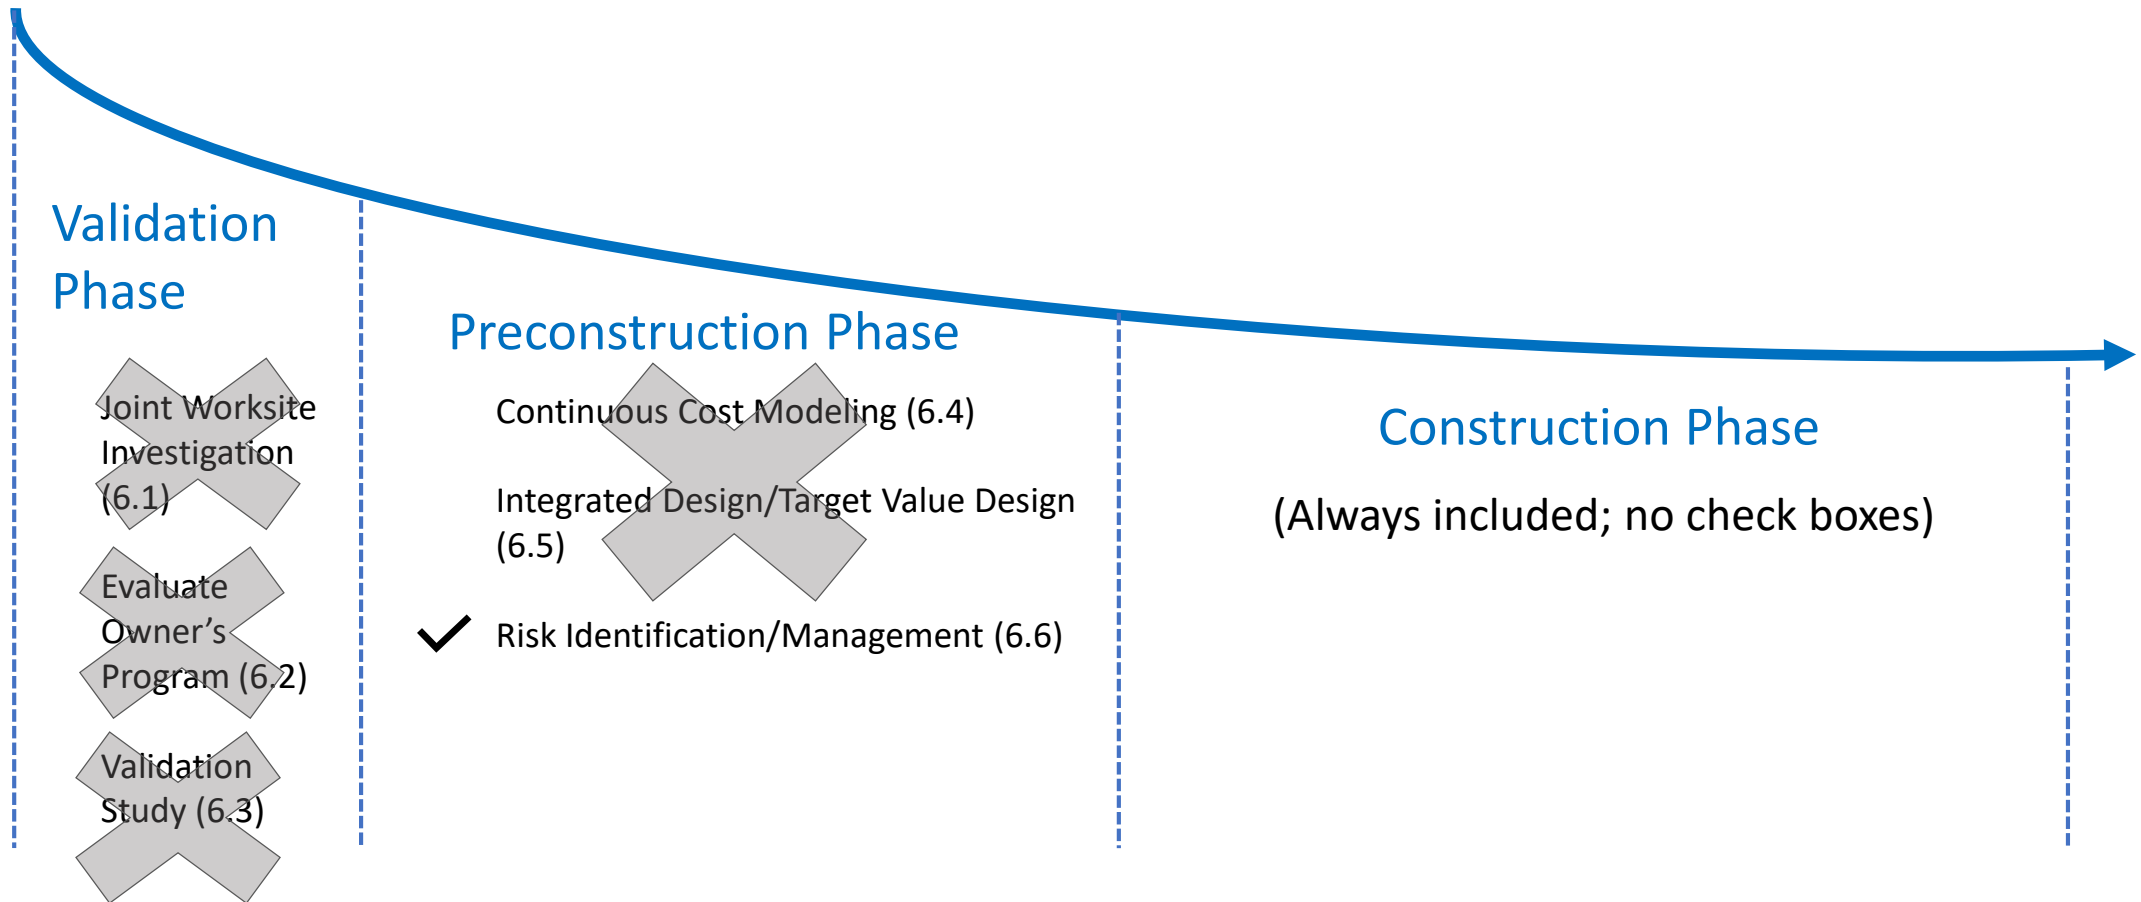 Validation
Phase
Joint Worksite
Investigation
(6.1)
Evaluate
Owner’s
Program (6.2)
Validation
Study (6.3)
Preconstruction Phase
Continuous Cost Modeling (6.4)
Integrated Design/Target Value Design
(6.5)
Risk Identification/Management (6.6)
Construction Phase
(Always included; no check boxes)